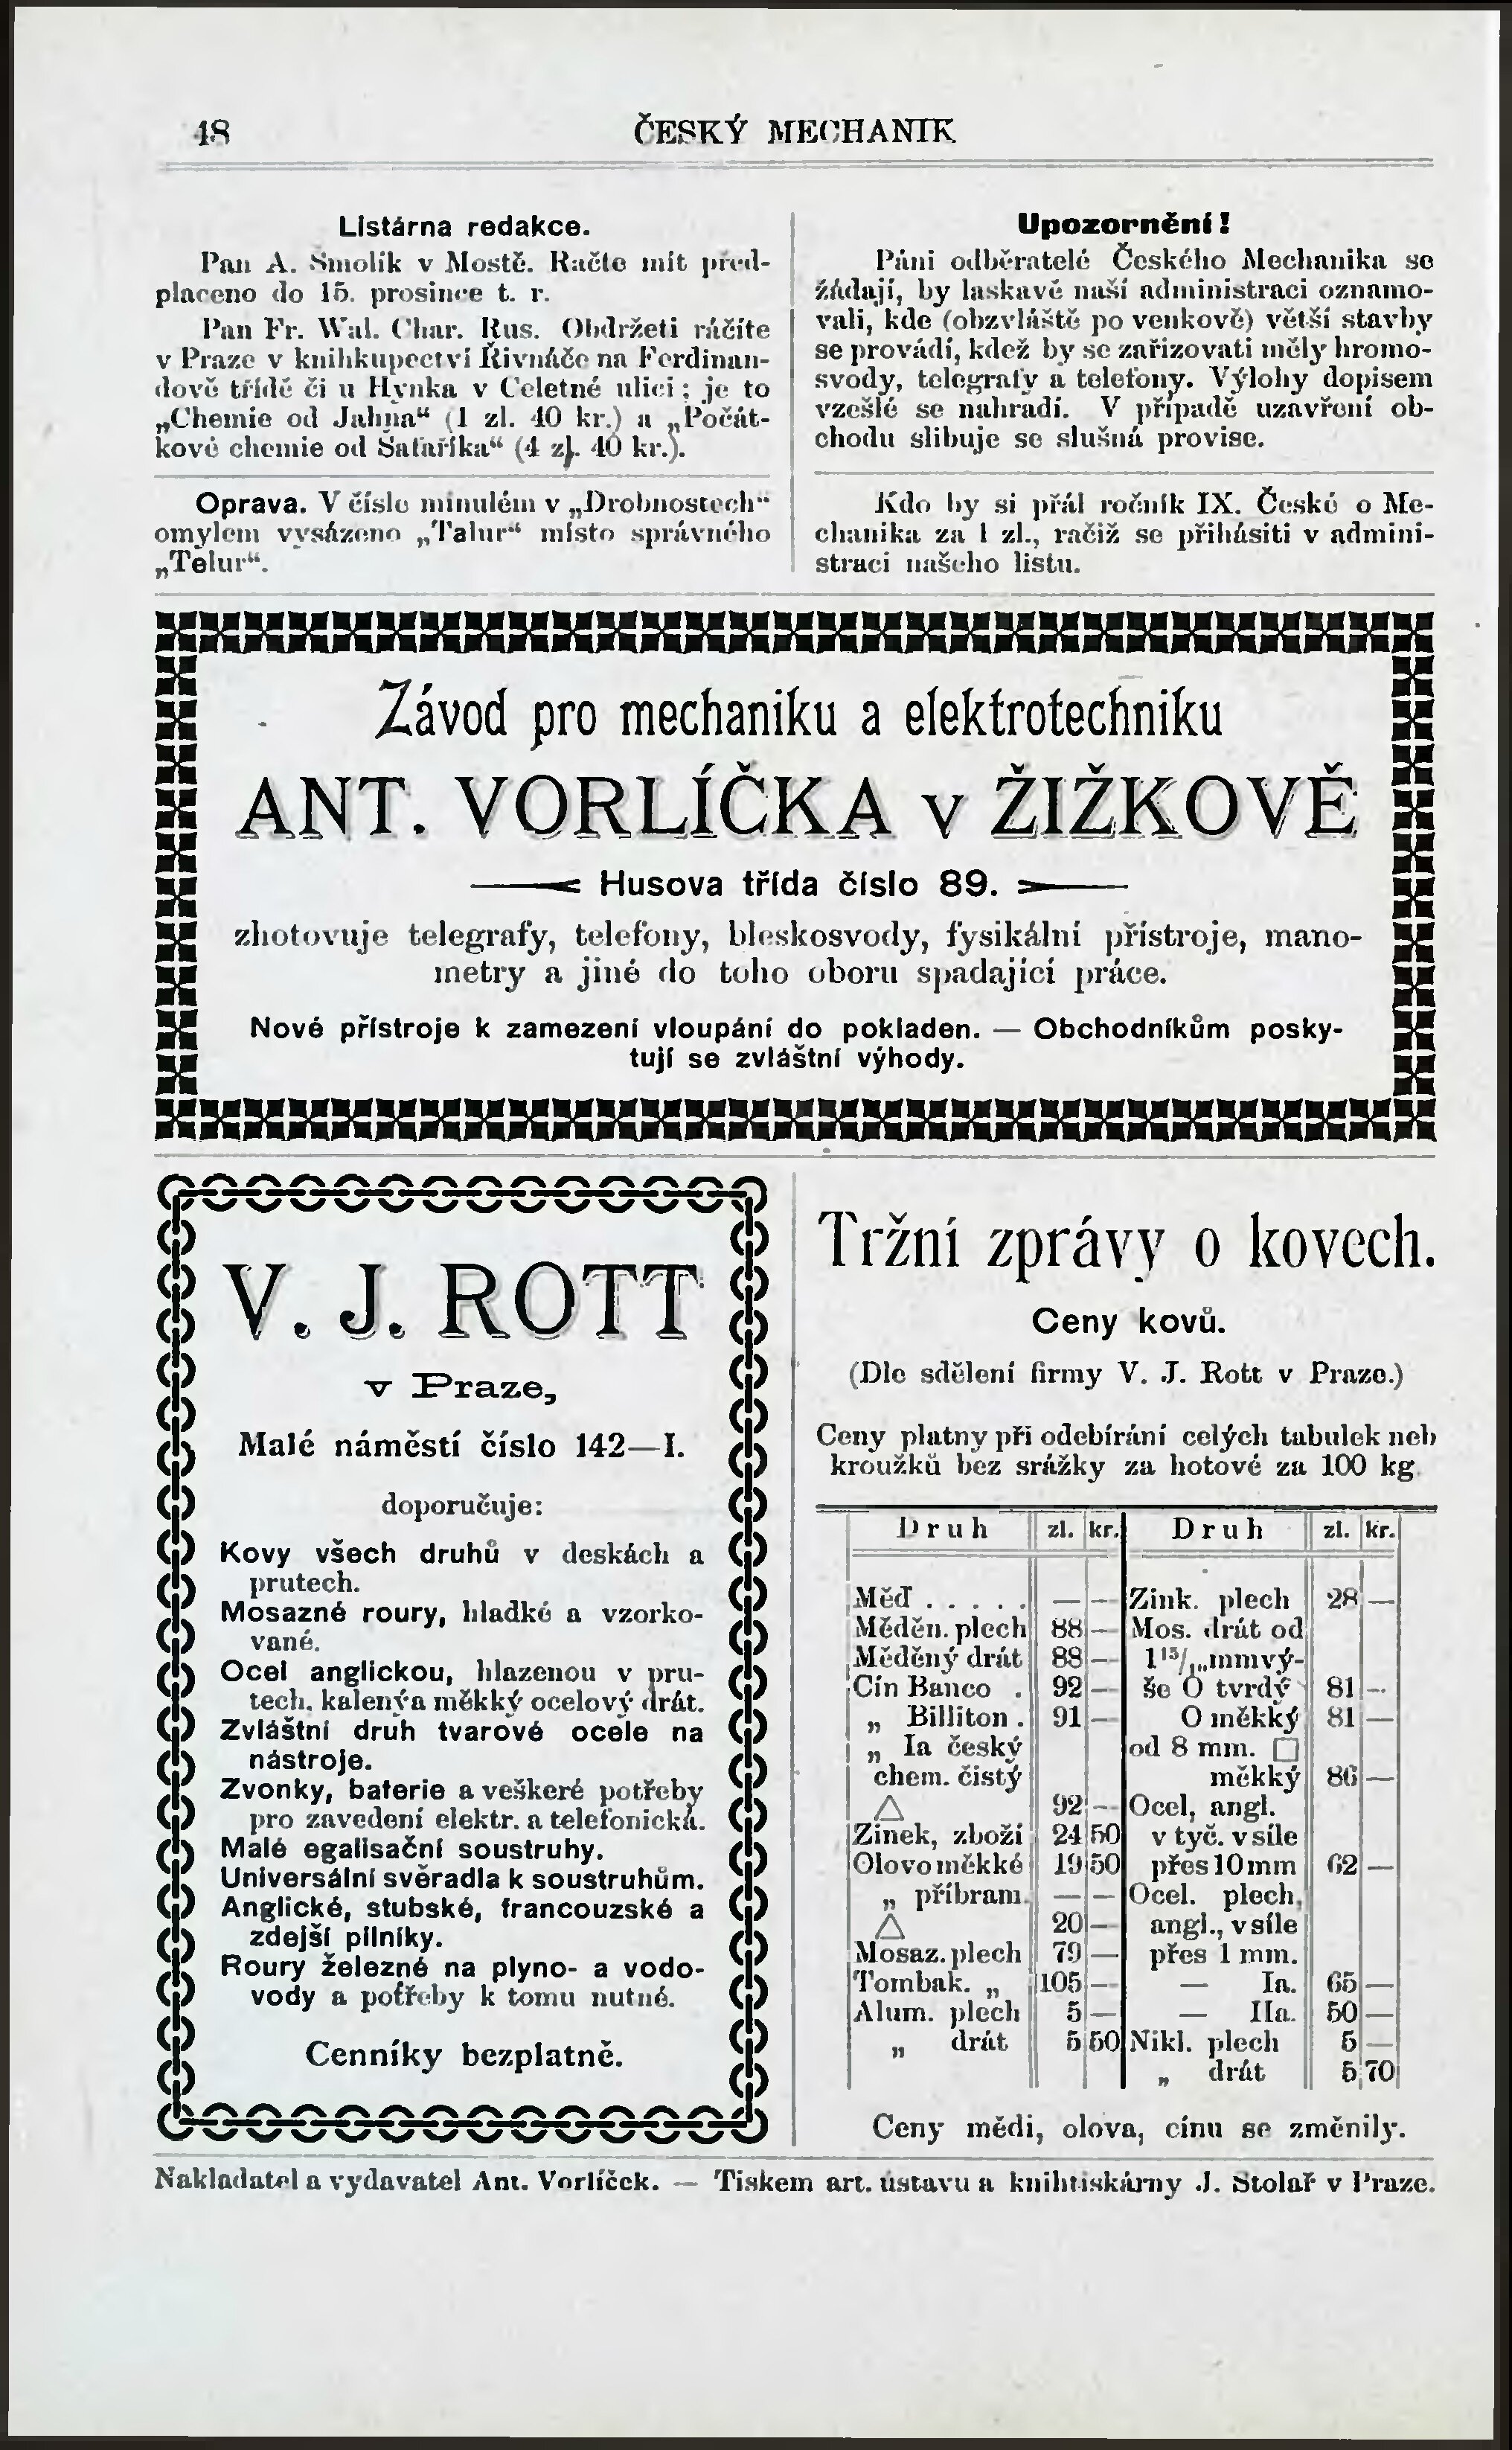 48
ČESKÝ MECHANIK
Listárna redakce.
Pan A. Smolík v Mostě. Račte mít před-
placeno do 15. prosince t. r.
Pan Fr. Wal. Char. Rus. Obdržeti ráčíte
v Praze v knihkupectví Řivnáče na Ferdinan-
dově třídě či u Hynka v Celetné ulici; je to
„Chemie od Jahna“ (1 zl. 40 kr.) a „Počát-
kové chemie od Šafaříka“ (4 zl. 40 kr.).
Oprava. V čísle minulém v „Drobnostech“
omylem vysázeno „Talur“ místo správného
„Telur“.
Upozornění!
Páni odběratelé Českého Mechanika se
žádají, by laskavě naší administraci oznamo-
vali, kde (obzvláště po venkově) větší stavby
se provádí, kdež by se zařizovati měly hromo-
svody, telegrafy a telefony. Výlohy dopisem
vzešlé se nahradí. V případě uzavření ob-
chodu slibuje se slušná provise.
Kdo by si přál ročník IX. České o Me-
chanika za 1 zl., račiž se přihásiti v admini-
straci našeho listu.
Závod pro mechaniku a elektrotechniku
ANT. VORLÍČKA v ŽIŽKOVĚ
Husova třída číslo 89.
zhotovuje telegrafy, telefony, bleskosvody, fysikální přístroje, mano-
metry a jiné do toho oboru spadající práce.
Nové přístroje k zamezení vloupání do pokladen. — Obchodníkům posky-
tují se zvláštní výhody.
V. J. ROTT
v Praze,
Malé náměstí číslo 142—I.
doporučuje:
Kovy všech druhů v deskách a
prutech.
Mosazné roury, hladké a vzorko-
vané.
Ocel anglickou, hlazenou v pru-
tech, kalený a měkký ocelový drát.
Zvláštní druh tvarové ocele na
nástroje.
Zvonky, baterie a veškeré potřeby
pro zavedení elektr. a telefonická.
Malé egalisační soustruhy.
Universální svěradla k soustruhům.
Anglické, stubské, francouzské a
zdejší pilníky.
Roury železné na plyno- a vodo-
vody a potřeby k tomu nutné.
Cenníky bezplatně.
Tržní zprávy o kovech.
Ceny kovů.
(Dle sdělení firmy V. J. Rott v Praze.)
Ceny platny při odebírání celých tabulek neb
kroužků bez srážky za hotové za 100 kg
Druh zl. kr. Druh zl. kr.
Měď . . . . . — — Zink. plech 28 —
Měděn. plech 88 — Mos. drát od
Měděný drát 88 — mm vý-
Cín Banco . 92 — še O tvrdý 81 —
„ Billiton . 91 — O měkký 81 —
„ Ia český od 8 mm. □
chem. čistý měkký 86 —
△ 92 — Ocel, angl.
Zinek, zboží 24 50 v tyč. v síle
Olovo měkké 19 50 přes 10 mm 62 —
„ příbram. — — Ocel. plech,
△ 20 — angl., v síle
Mosaz. plech 79 — přes 1 mm.
Tombak. „ 105 — — Ia. 65 —
Alum. plech 5 — — IIa. 50 —
„ drát 5 50 Nikl. plech 5 —
„ drát 5 70
Ceny mědi, olova, cínu se změnily.
Nakladatel a vydavatel Ant. Vorlíček. — Tiskem art. ústavu a knihtiskárny J. Stolař v Praze.